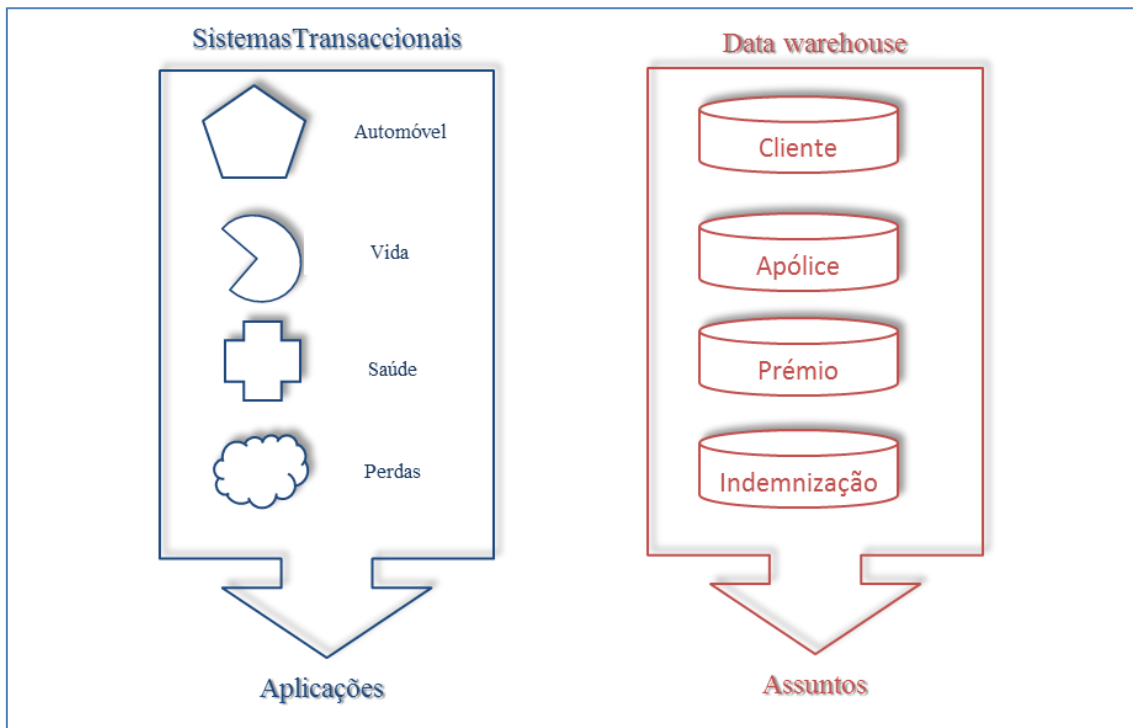 SistemasTransaccionais
Automóvel
Vida
Saúde
Perdas
Aplicações
Data warehouse
Cliente
Apólice
Prémio
Indemnização
Assuntos